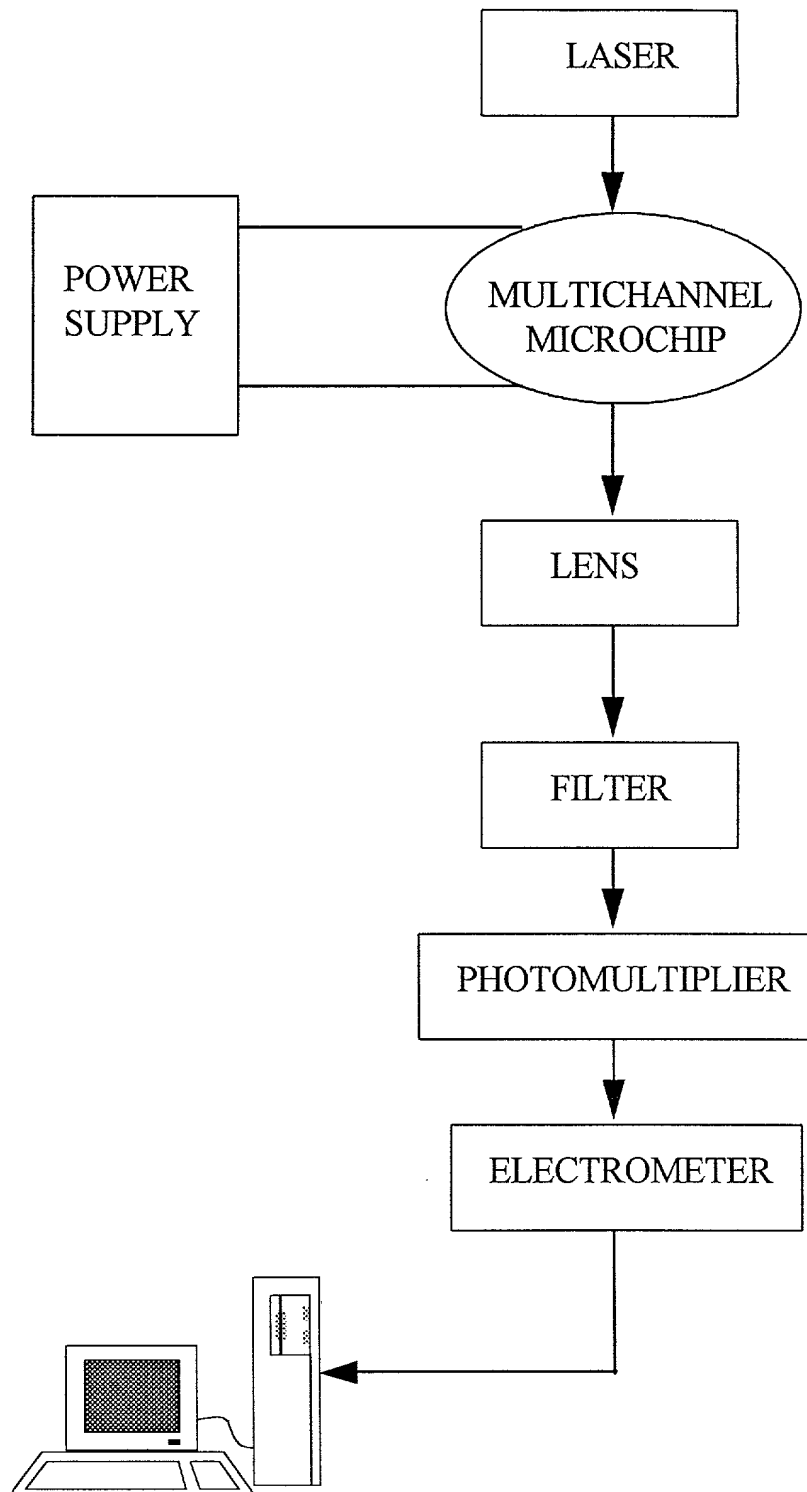 LASER
POWER
SUPPLY
MULTICHANNEL
MICROCHIP
LENS
FILTER
PHOTOMULTIPLIER
ELECTROMETER